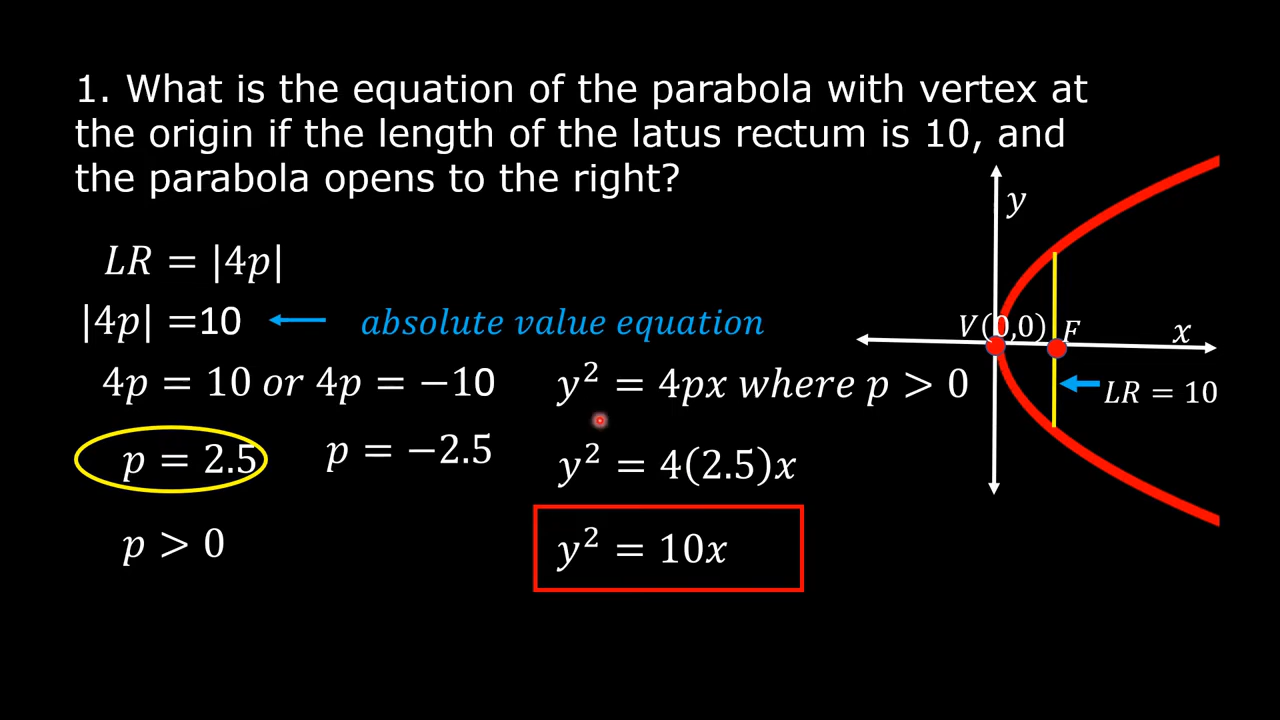 1. What is the equation of the parabola with vertex at
the origin if the length of the latus rectum is 10, and
the parabola opens to the right?
LR = |4p|
|4p| =10
absolute value equation
4p = 10 or 4p = −10
p = 2.5
p = −2.5
p > 0
y² = 4px where p > 0
y² = 4(2.5)x
y² = 10x
y
V(0,0)
F
x
LR = 10